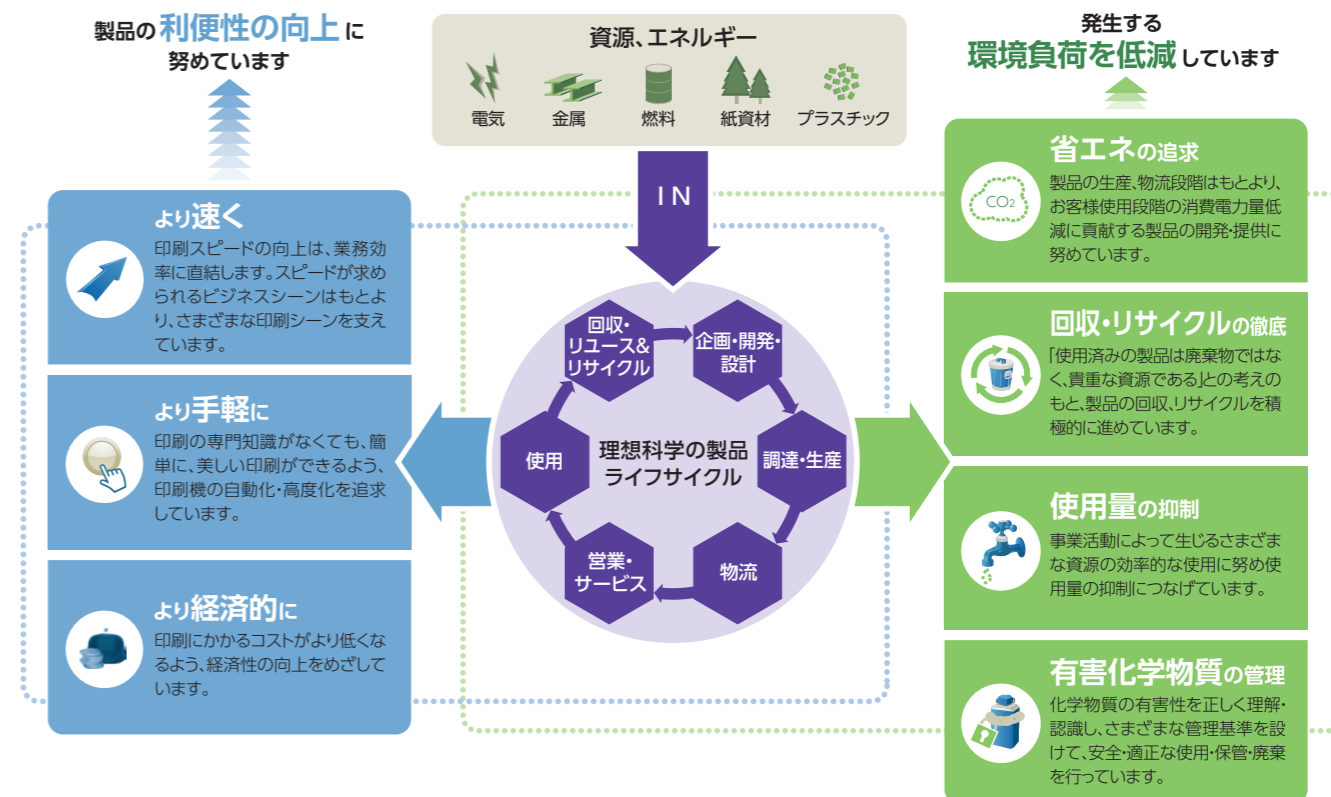 製品の利便性の向上に
努めています
資源、エネルギー
電気
金属
燃料
紙資材
プラスチック
発生する
環境負荷を低減しています
IN
より速く
印刷スピードの向上は、業務効
率に直結します。スピードが求め
られるビジネスシーンはもとよ
り、さまざまな印刷シーンを支え
ています。
より手軽に
印刷の専門知識がなくても、簡
単に、美しい印刷ができるよう、
印刷機の自動化・高度化を追求
しています。
より経済的に
印刷にかかるコストがより低くな
るよう、経済性の向上をめざして
います。
理想科学の製品
ライフサイクル
企画・開発・
設計
調達・生産
物流
営業・
サービス
使用
回収・
リユース&
リサイクル
CO2
省エネの追求
製品の生産、物流段階はもとより、
お客様使用段階の消費電力量低
減に貢献する製品の開発・提供に
努めています。
回収・リサイクルの徹底
「使用済みの製品は廃棄物ではな
く、貴重な資源である」との考えの
もと、製品の回収、リサイクルを積
極的に進めています。
使用量の抑制
事業活動によって生じるさまざま
な資源の効率的な使用に努め使
用量の抑制につなげています。
有害化学物質の管理
化学物質の有害性を正しく理解・
認識し、さまざまな管理基準を設
けて、安全・適正な使用・保管・廃棄
を行っています。